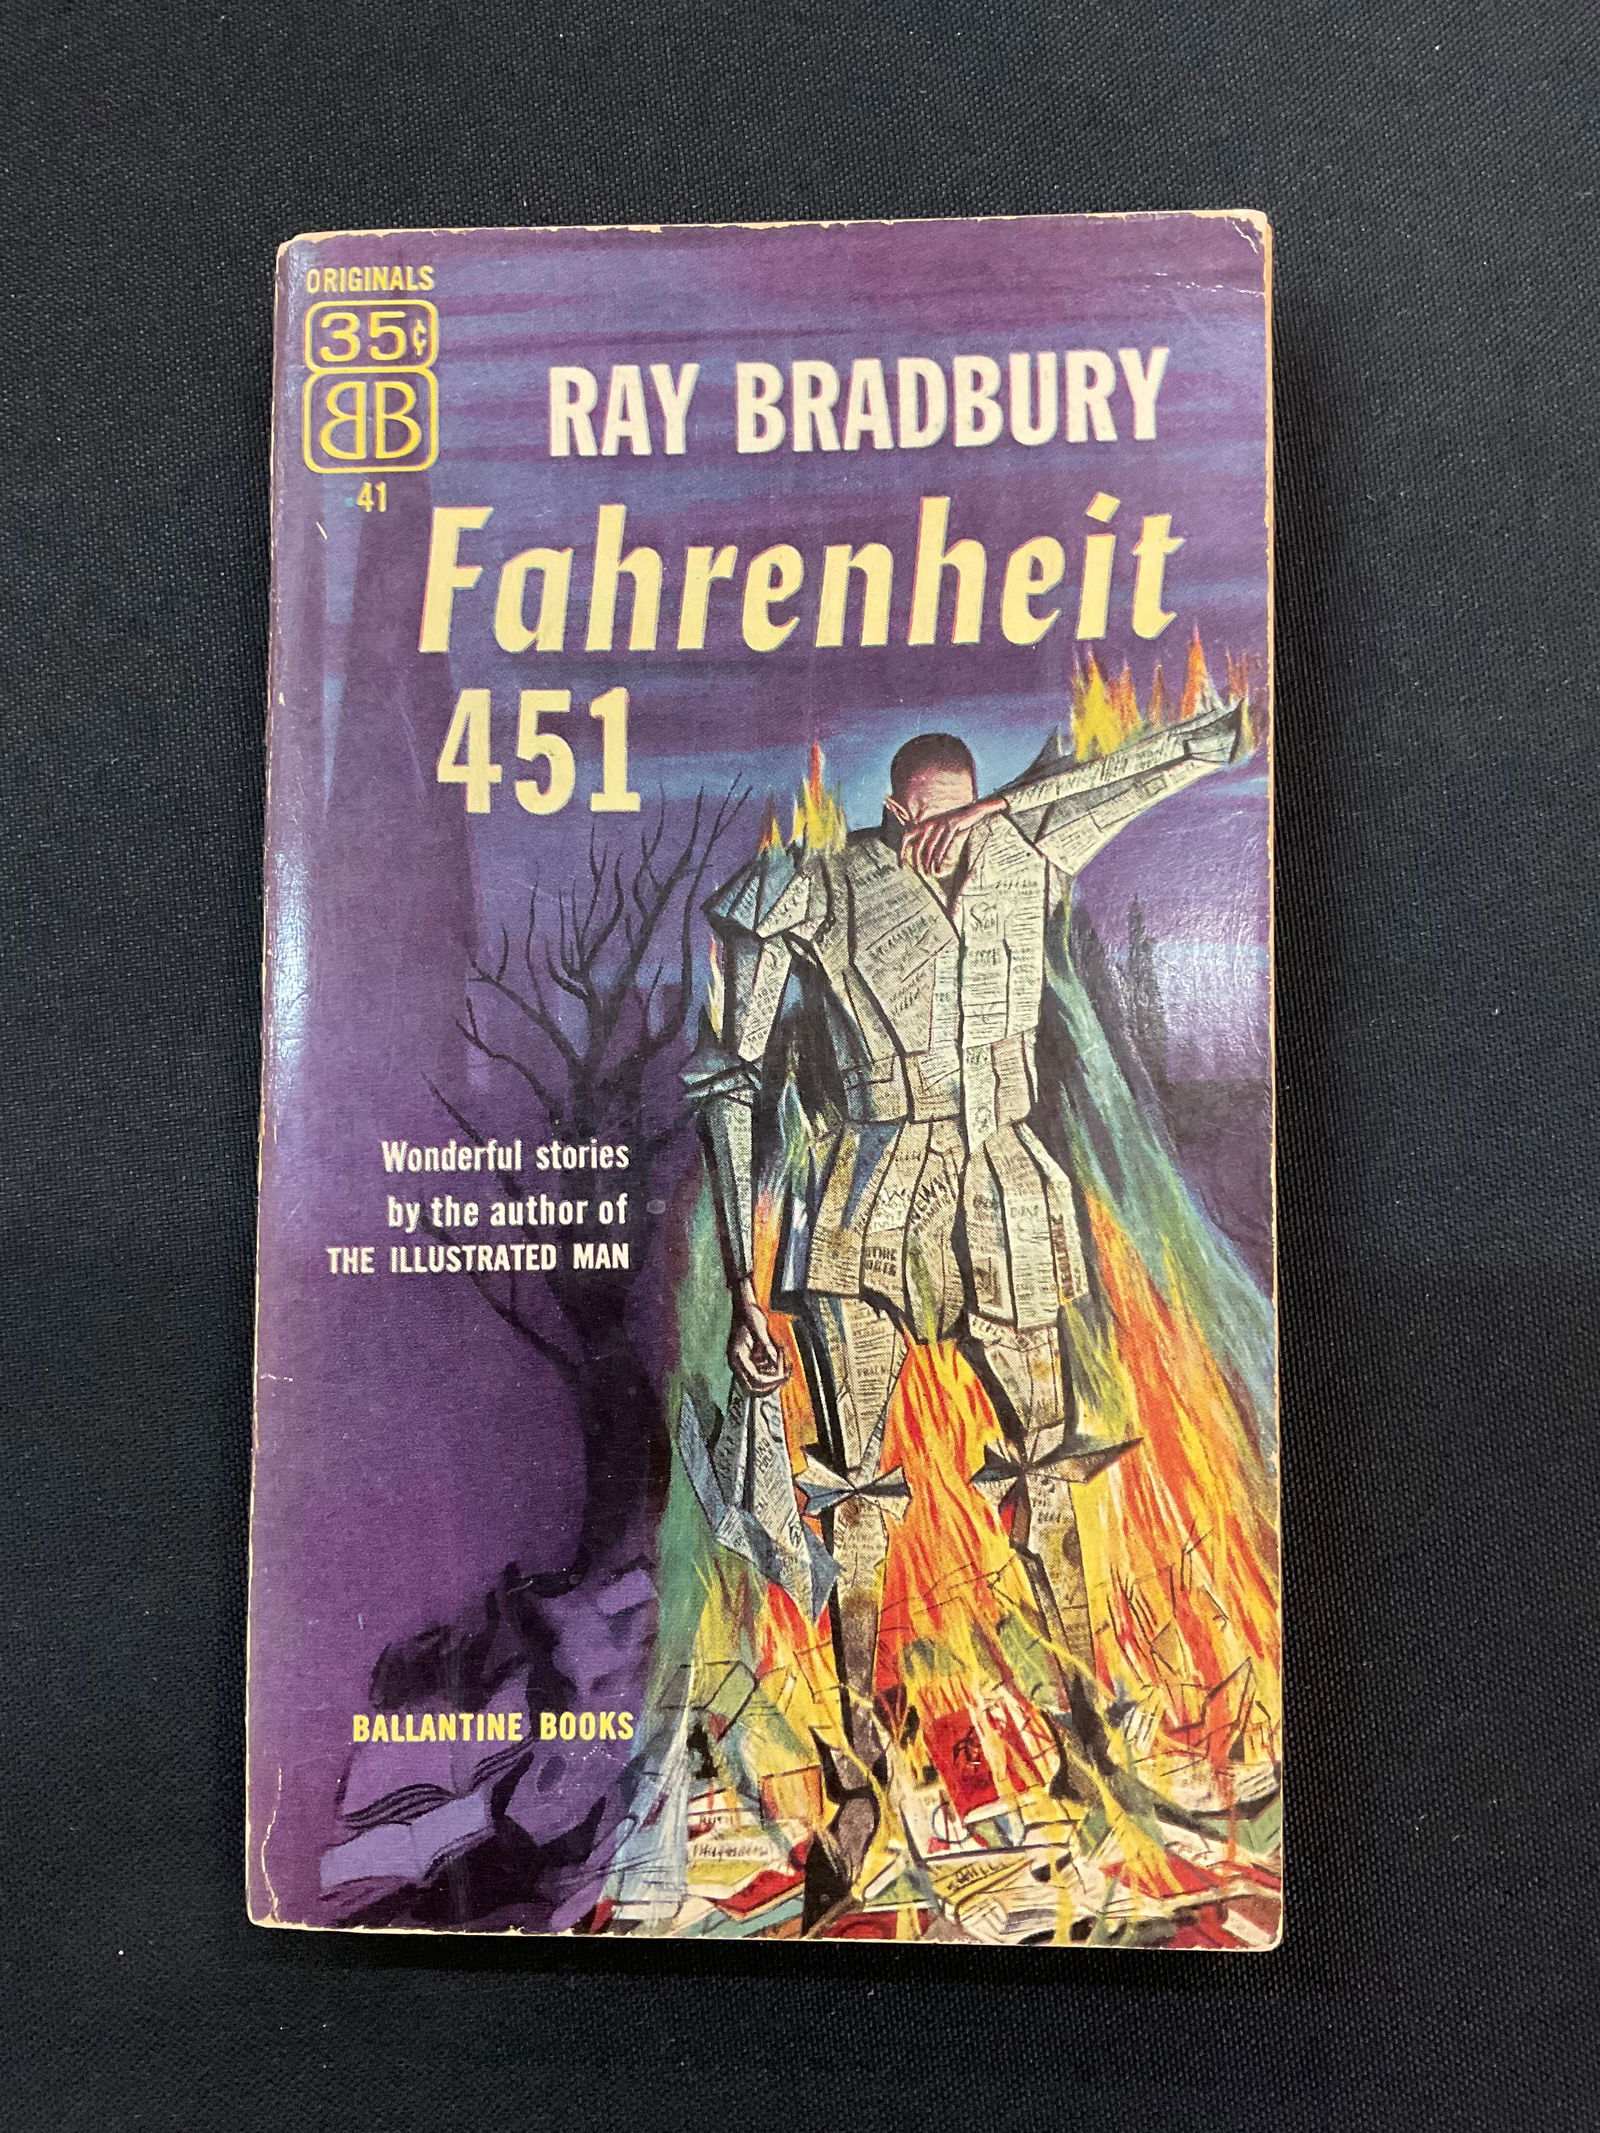 ORIGINALS
35¢
BB
41
RAY BRADBURY
Fahrenheit
451
Wonderful stories
by the author of
THE ILLUSTRATED MAN
BALLANTINE BOOKS